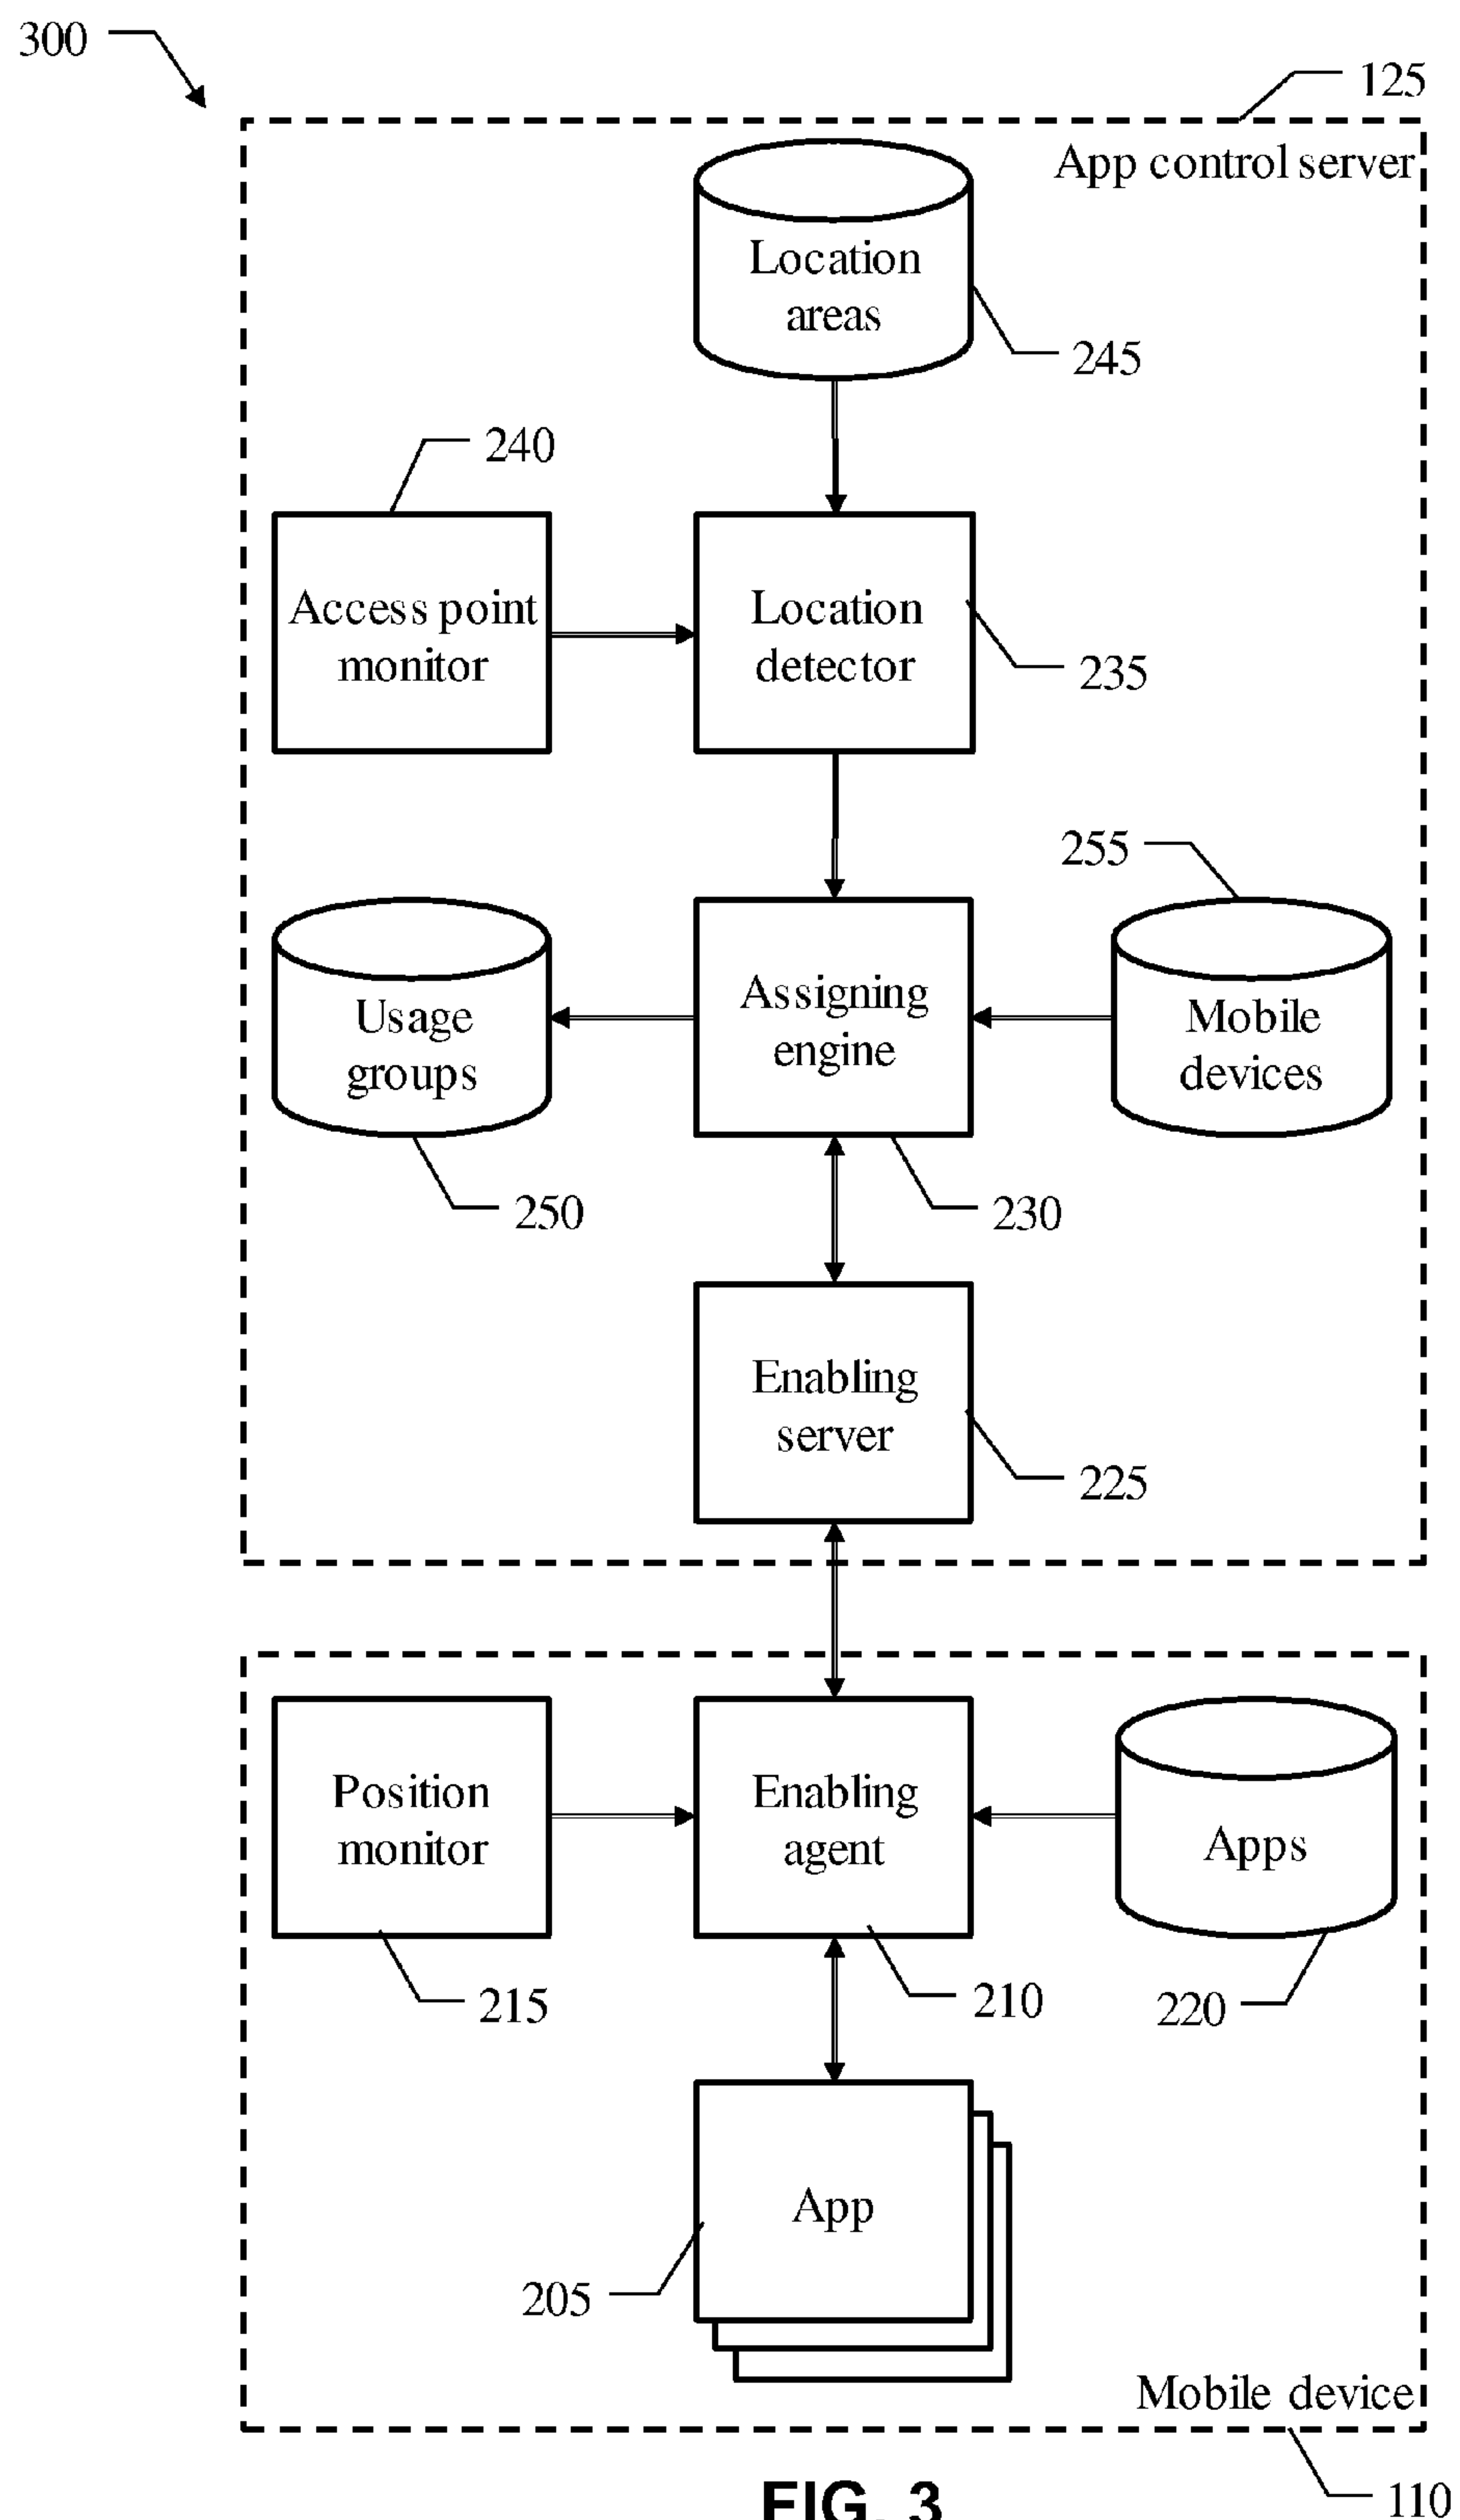 300
125
App control server
Location
areas
245
240
Access point
monitor
Location
detector
235
255
Usage
groups
Assigning
engine
Mobile
devices
250
230
Enabling
server
225
Position
monitor
Enabling
agent
Apps
215
210
220
App
205
Mobile device
110
FIG. 3